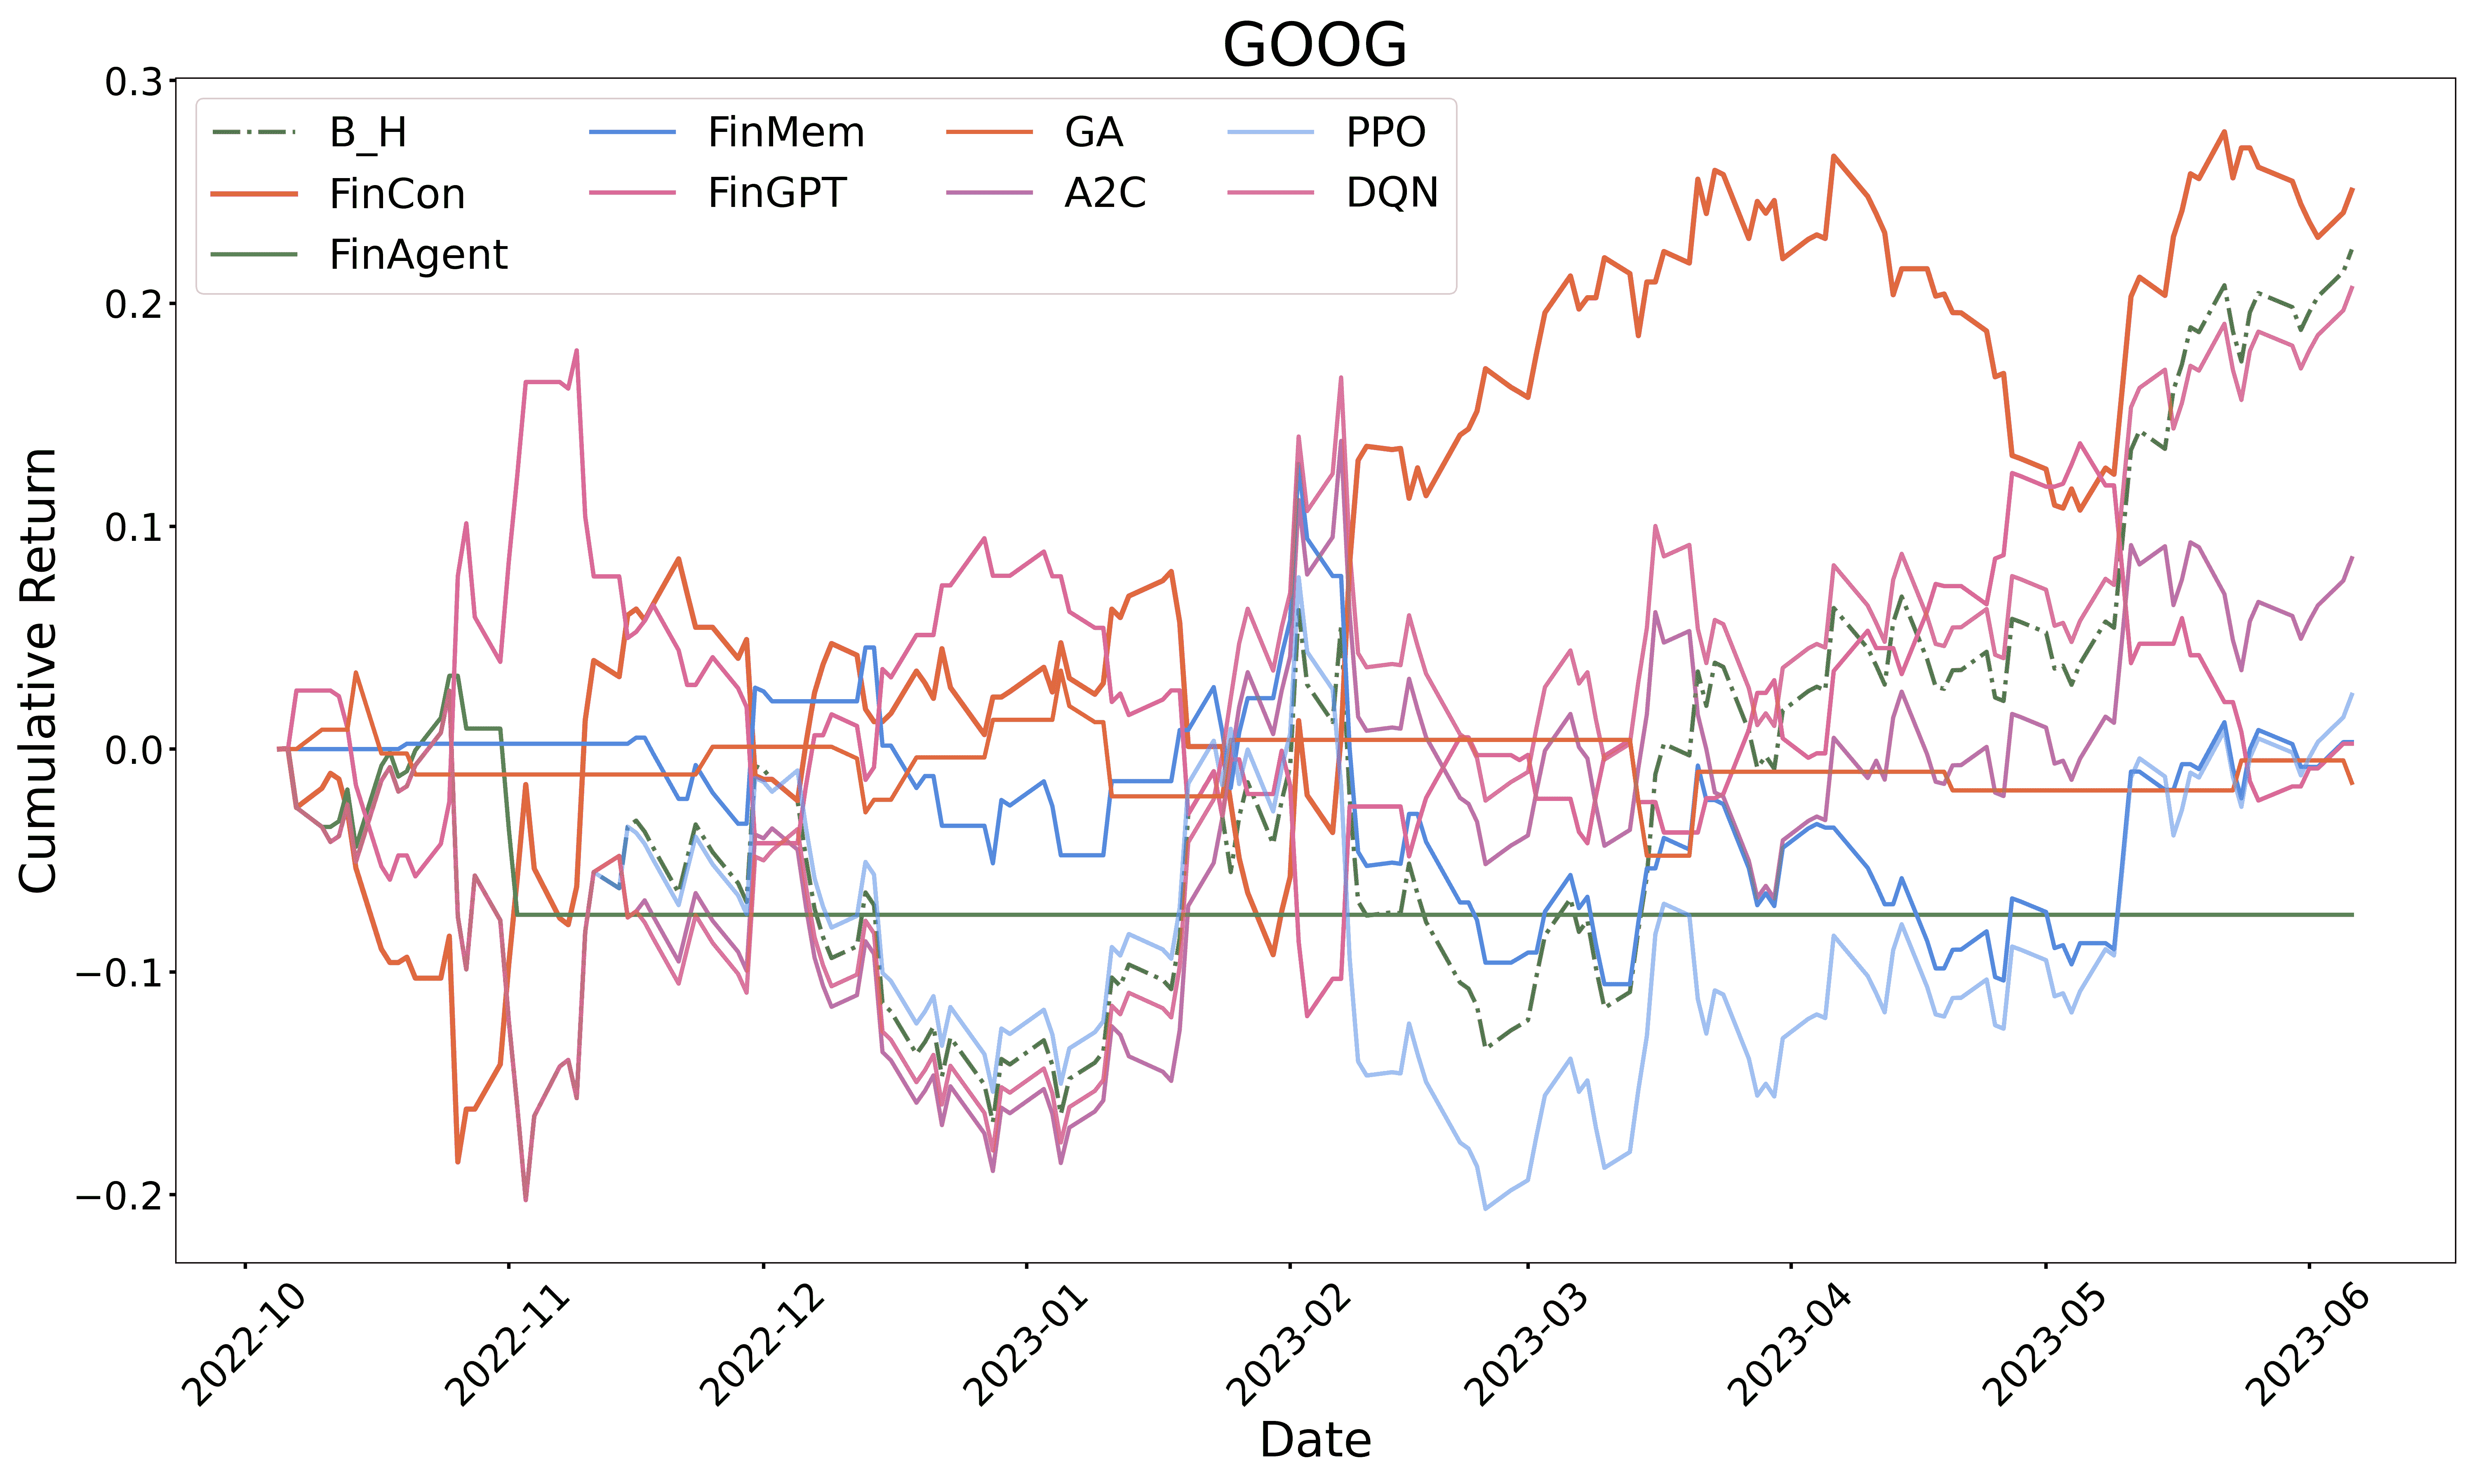 GOOG
0.3
0.2
0.1
0.0
−0.1
−0.2
Cumulative Return
B_H
FinCon
FinAgent
FinMem
FinGPT
GA
A2C
PPO
DQN
2022-10
2022-11
2022-12
2023-01
2023-02
2023-03
2023-04
2023-05
2023-06
Date